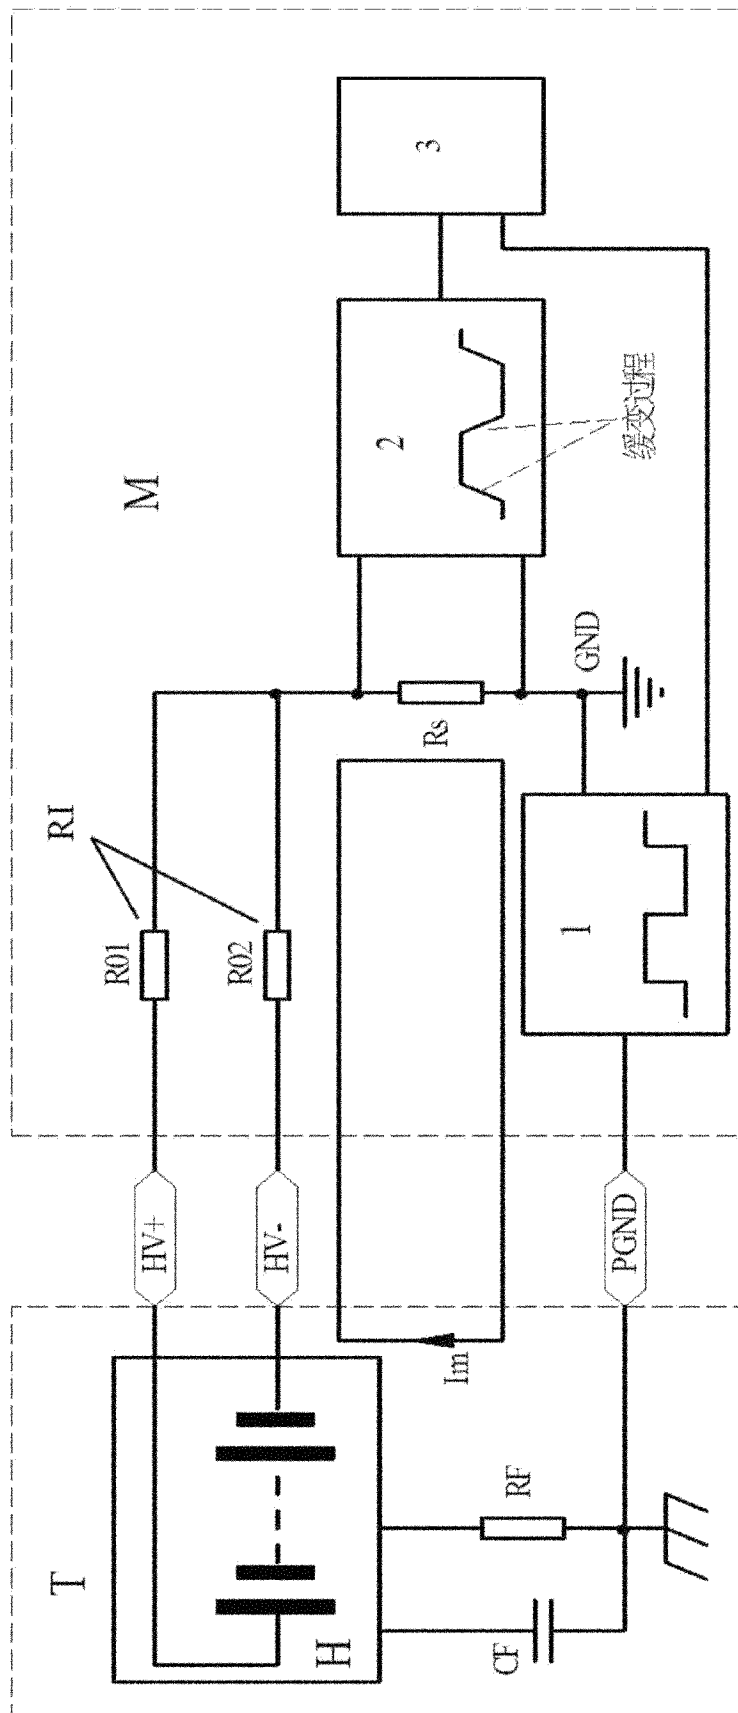 T
H
CF
RF
Im
HV+
HV-
PGND
R01
R02
RI
M
Rs
GND
1
2
缓变过程
3